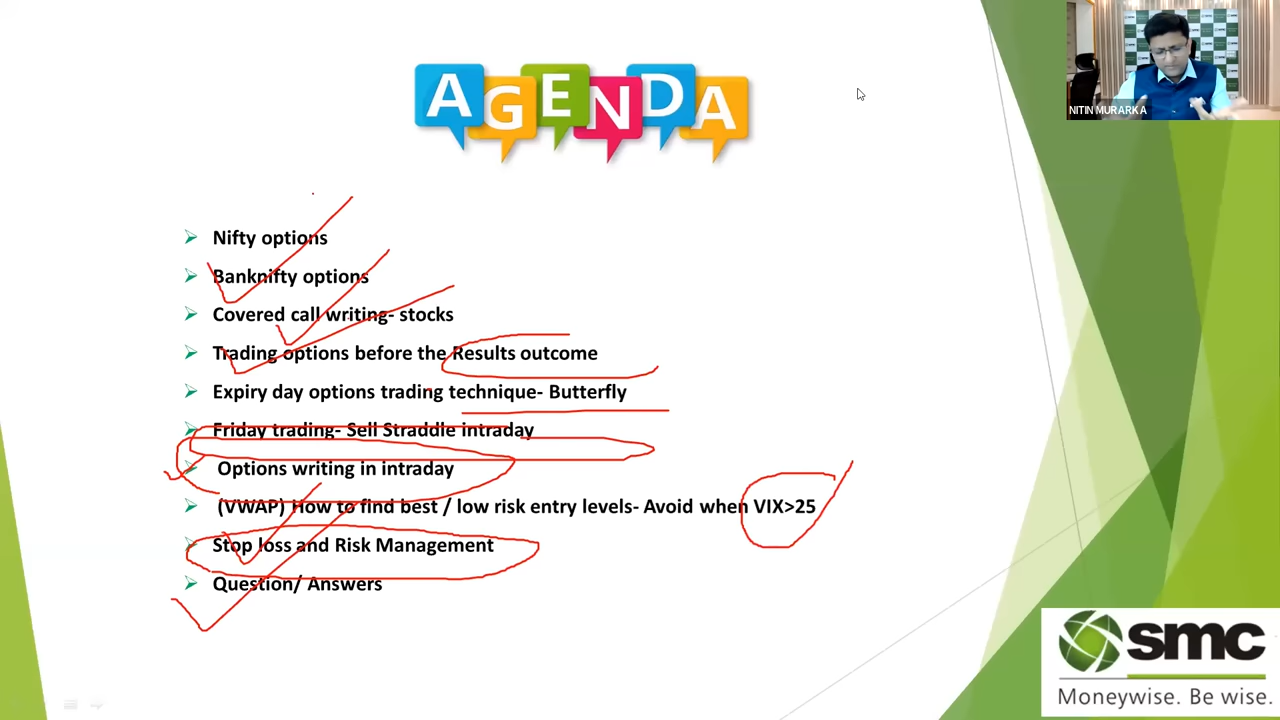 AGENDA
NITIN MURARKA
Nifty options
Banknifty options
Covered call writing- stocks
Trading options before the Results outcome
Expiry day options trading technique- Butterfly
Friday trading- Sell Straddle intraday
Options writing in intraday
(VWAP) How to find best / low risk entry levels- Avoid when VIX>25
Stop loss and Risk Management
Question/ Answers
smc
Moneywise. Be wise.